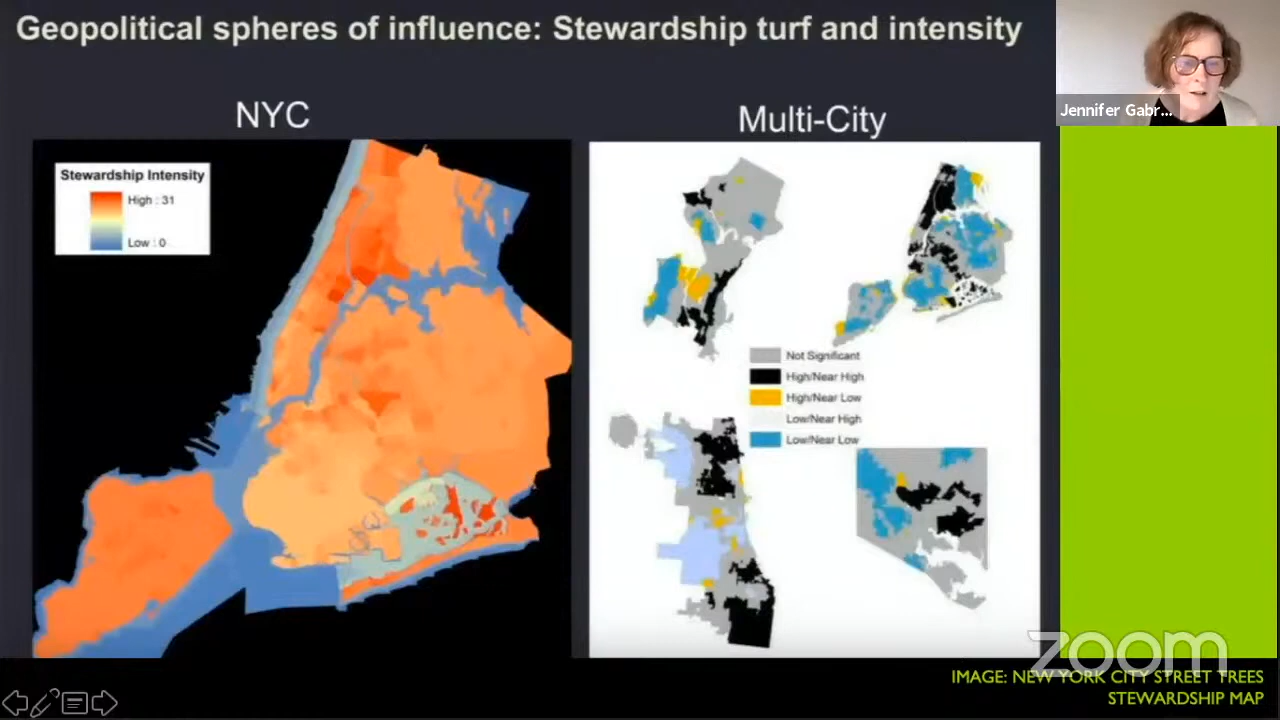 Geopolitical spheres of influence: Stewardship turf and intensity
Jennifer Gabr...
NYC
Multi-City
Stewardship Intensity
High : 31
Low : 0
Not Significant
High/Near High
High/Near Low
Low/Near High
Low/Near Low
zoom
IMAGE: NEW YORK CITY STREET TREES
STEWARDSHIP MAP